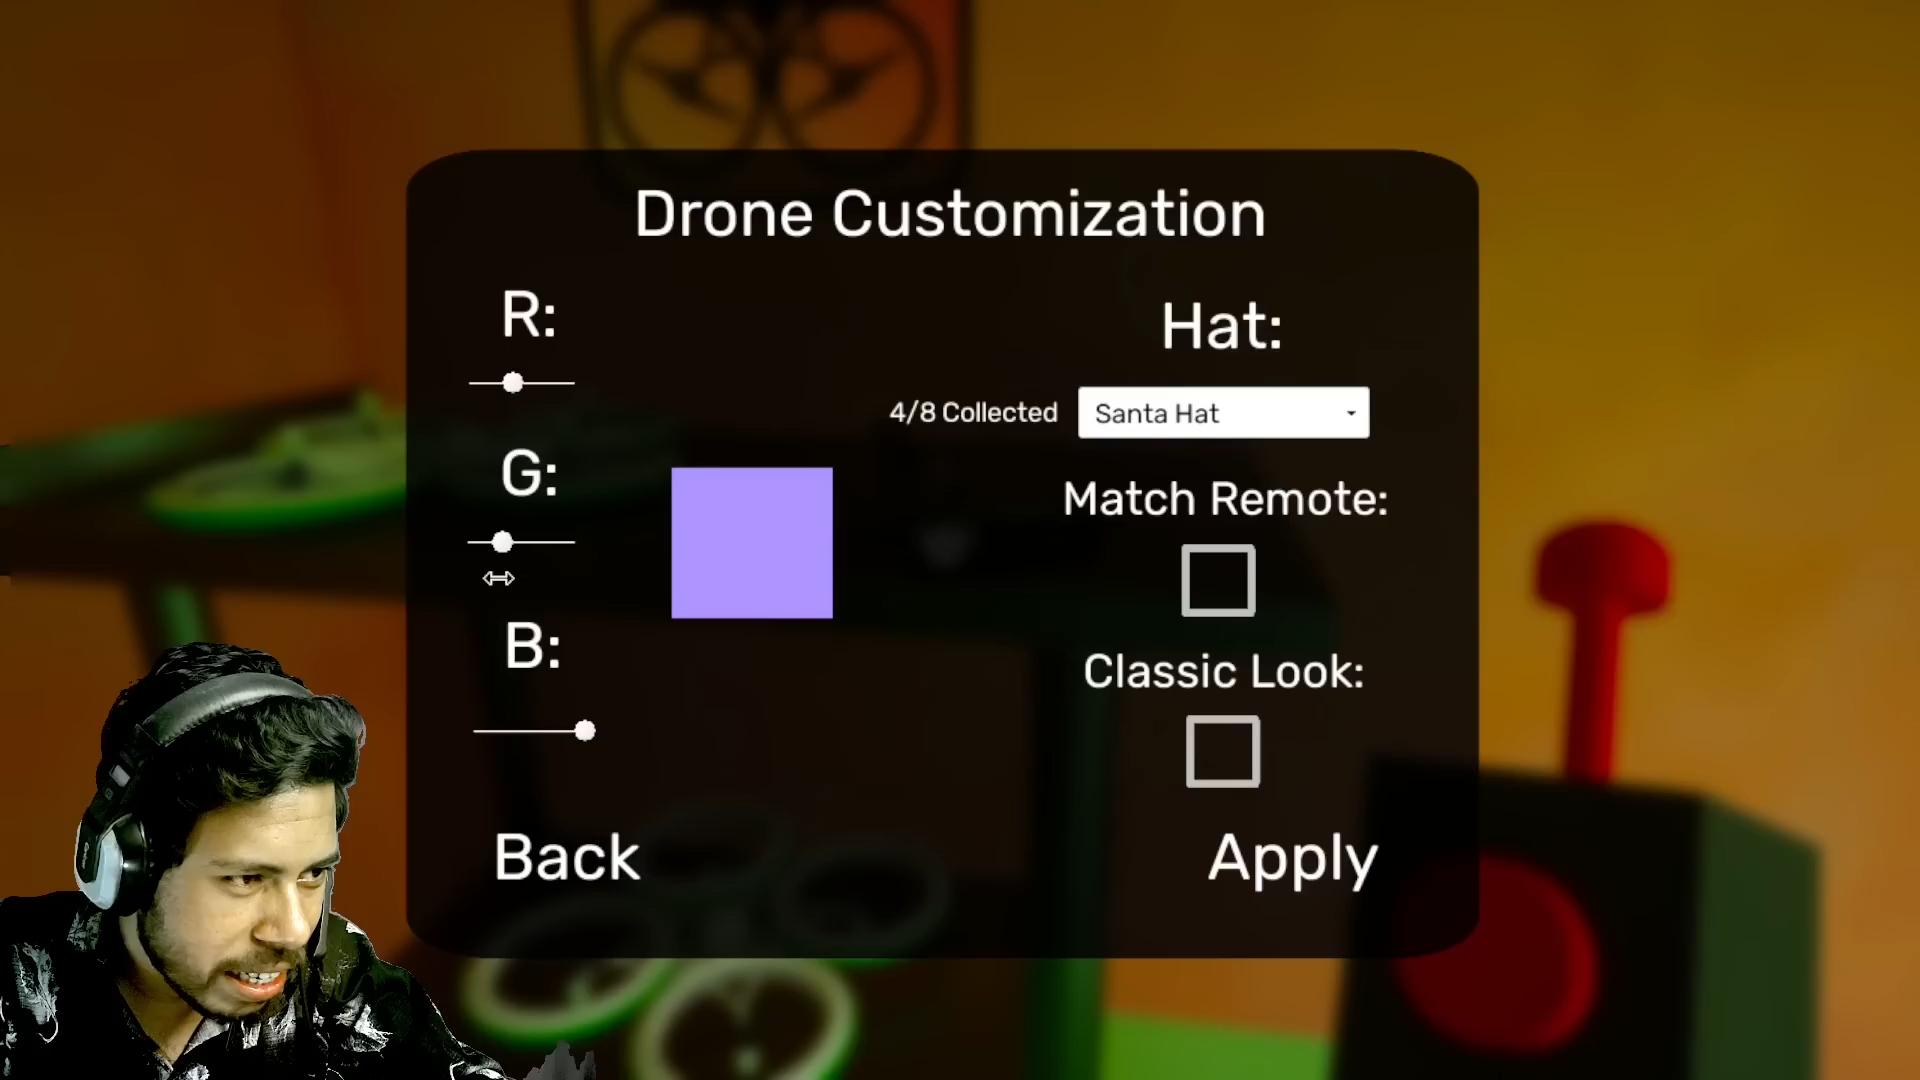 Drone Customization
R:
G:
B:
Hat:
4/8 Collected
Santa Hat
Match Remote:
Classic Look:
Back
Apply